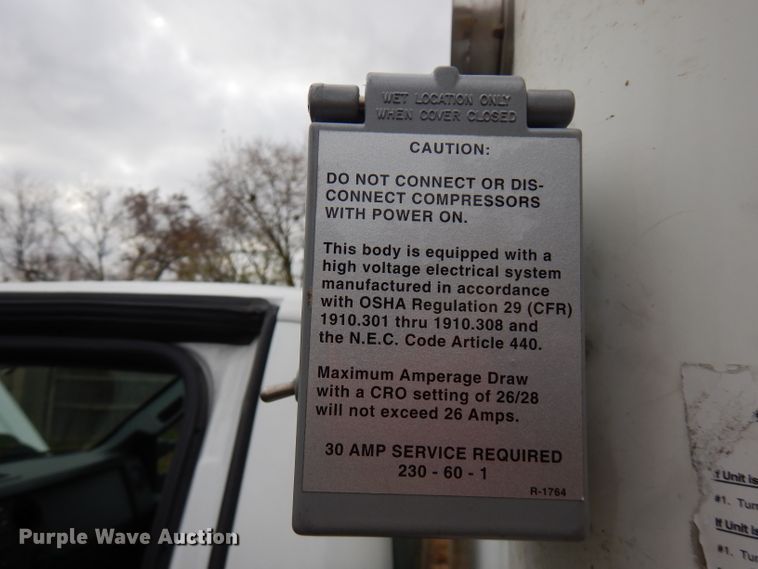 WET LOCATION ONLY
WHEN COVER CLOSED
CAUTION:
DO NOT CONNECT OR DIS-
CONNECT COMPRESSORS
WITH POWER ON.
This body is equipped with a
high voltage electrical system
manufactured in accordance
with OSHA Regulation 29 (CFR)
1910.301 thru 1910.308 and
the N.E.C. Code Article 440.
Maximum Amperage Draw
with a CRO setting of 26/28
will not exceed 26 Amps.
30 AMP SERVICE REQUIRED
230 - 60 - 1
R-1764
Unit is
#1.
If Unit is
#1.
Purple Wave Auction